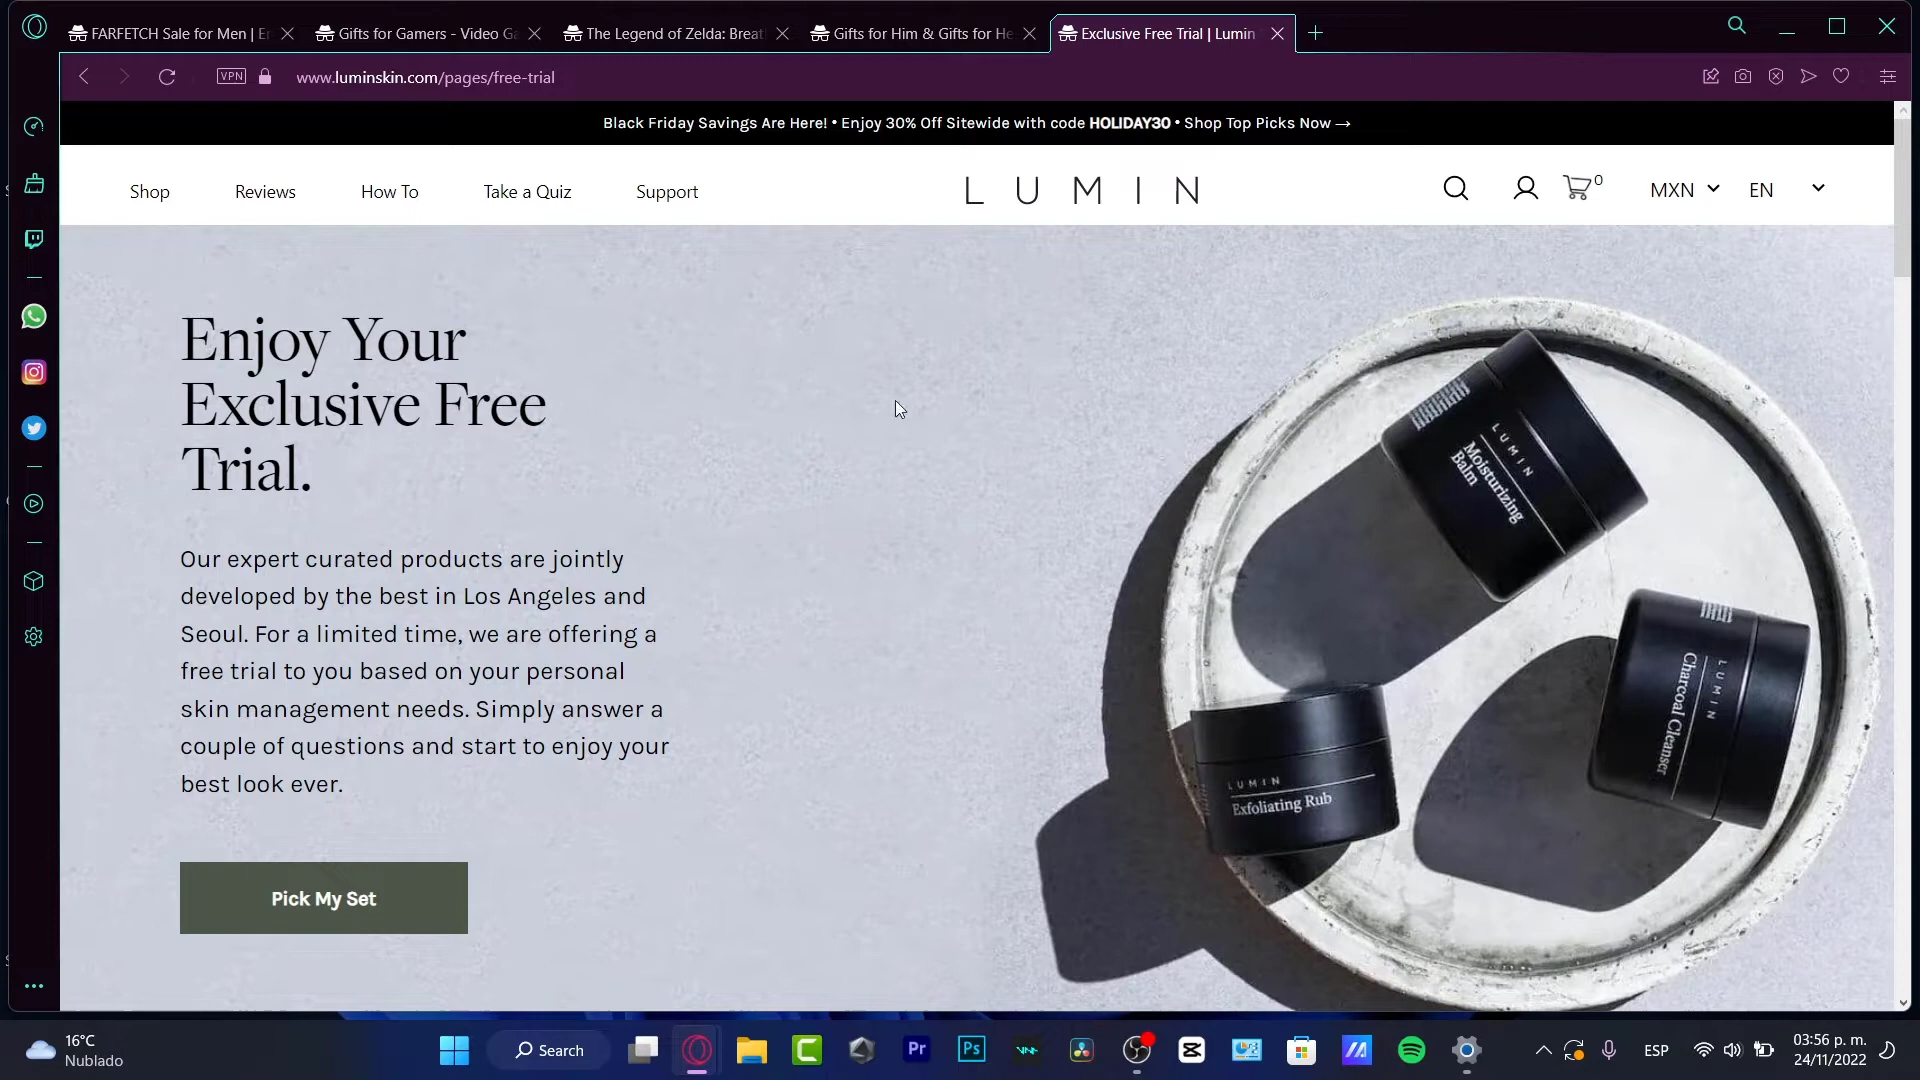 FARFETCH Sale for Men | E
Gifts for Gamers - Video Ga
The Legend of Zelda: Breat
Gifts for Him & Gifts for He
Exclusive Free Trial | Lumin
VPN
www.luminskin.com/pages/free-trial
Black Friday Savings Are Here! • Enjoy 30% Off Sitewide with code HOLIDAY30 • Shop Top Picks Now →
Shop
Reviews
How To
Take a Quiz
Support
LUMIN
0
MXN
EN
Enjoy Your
Exclusive Free
Trial.
Our expert curated products are jointly
developed by the best in Los Angeles and
Seoul. For a limited time, we are offering a
free trial to you based on your personal
skin management needs. Simply answer a
couple of questions and start to enjoy your
best look ever.
Pick My Set
LUMIN
Moisturizing
Balm
LUMIN
Charcoal Cleanser
LUMIN
Exfoliating Rub
16°C
Nublado
Search
Pr
Ps
ESP
03:56 p. m.
24/11/2022